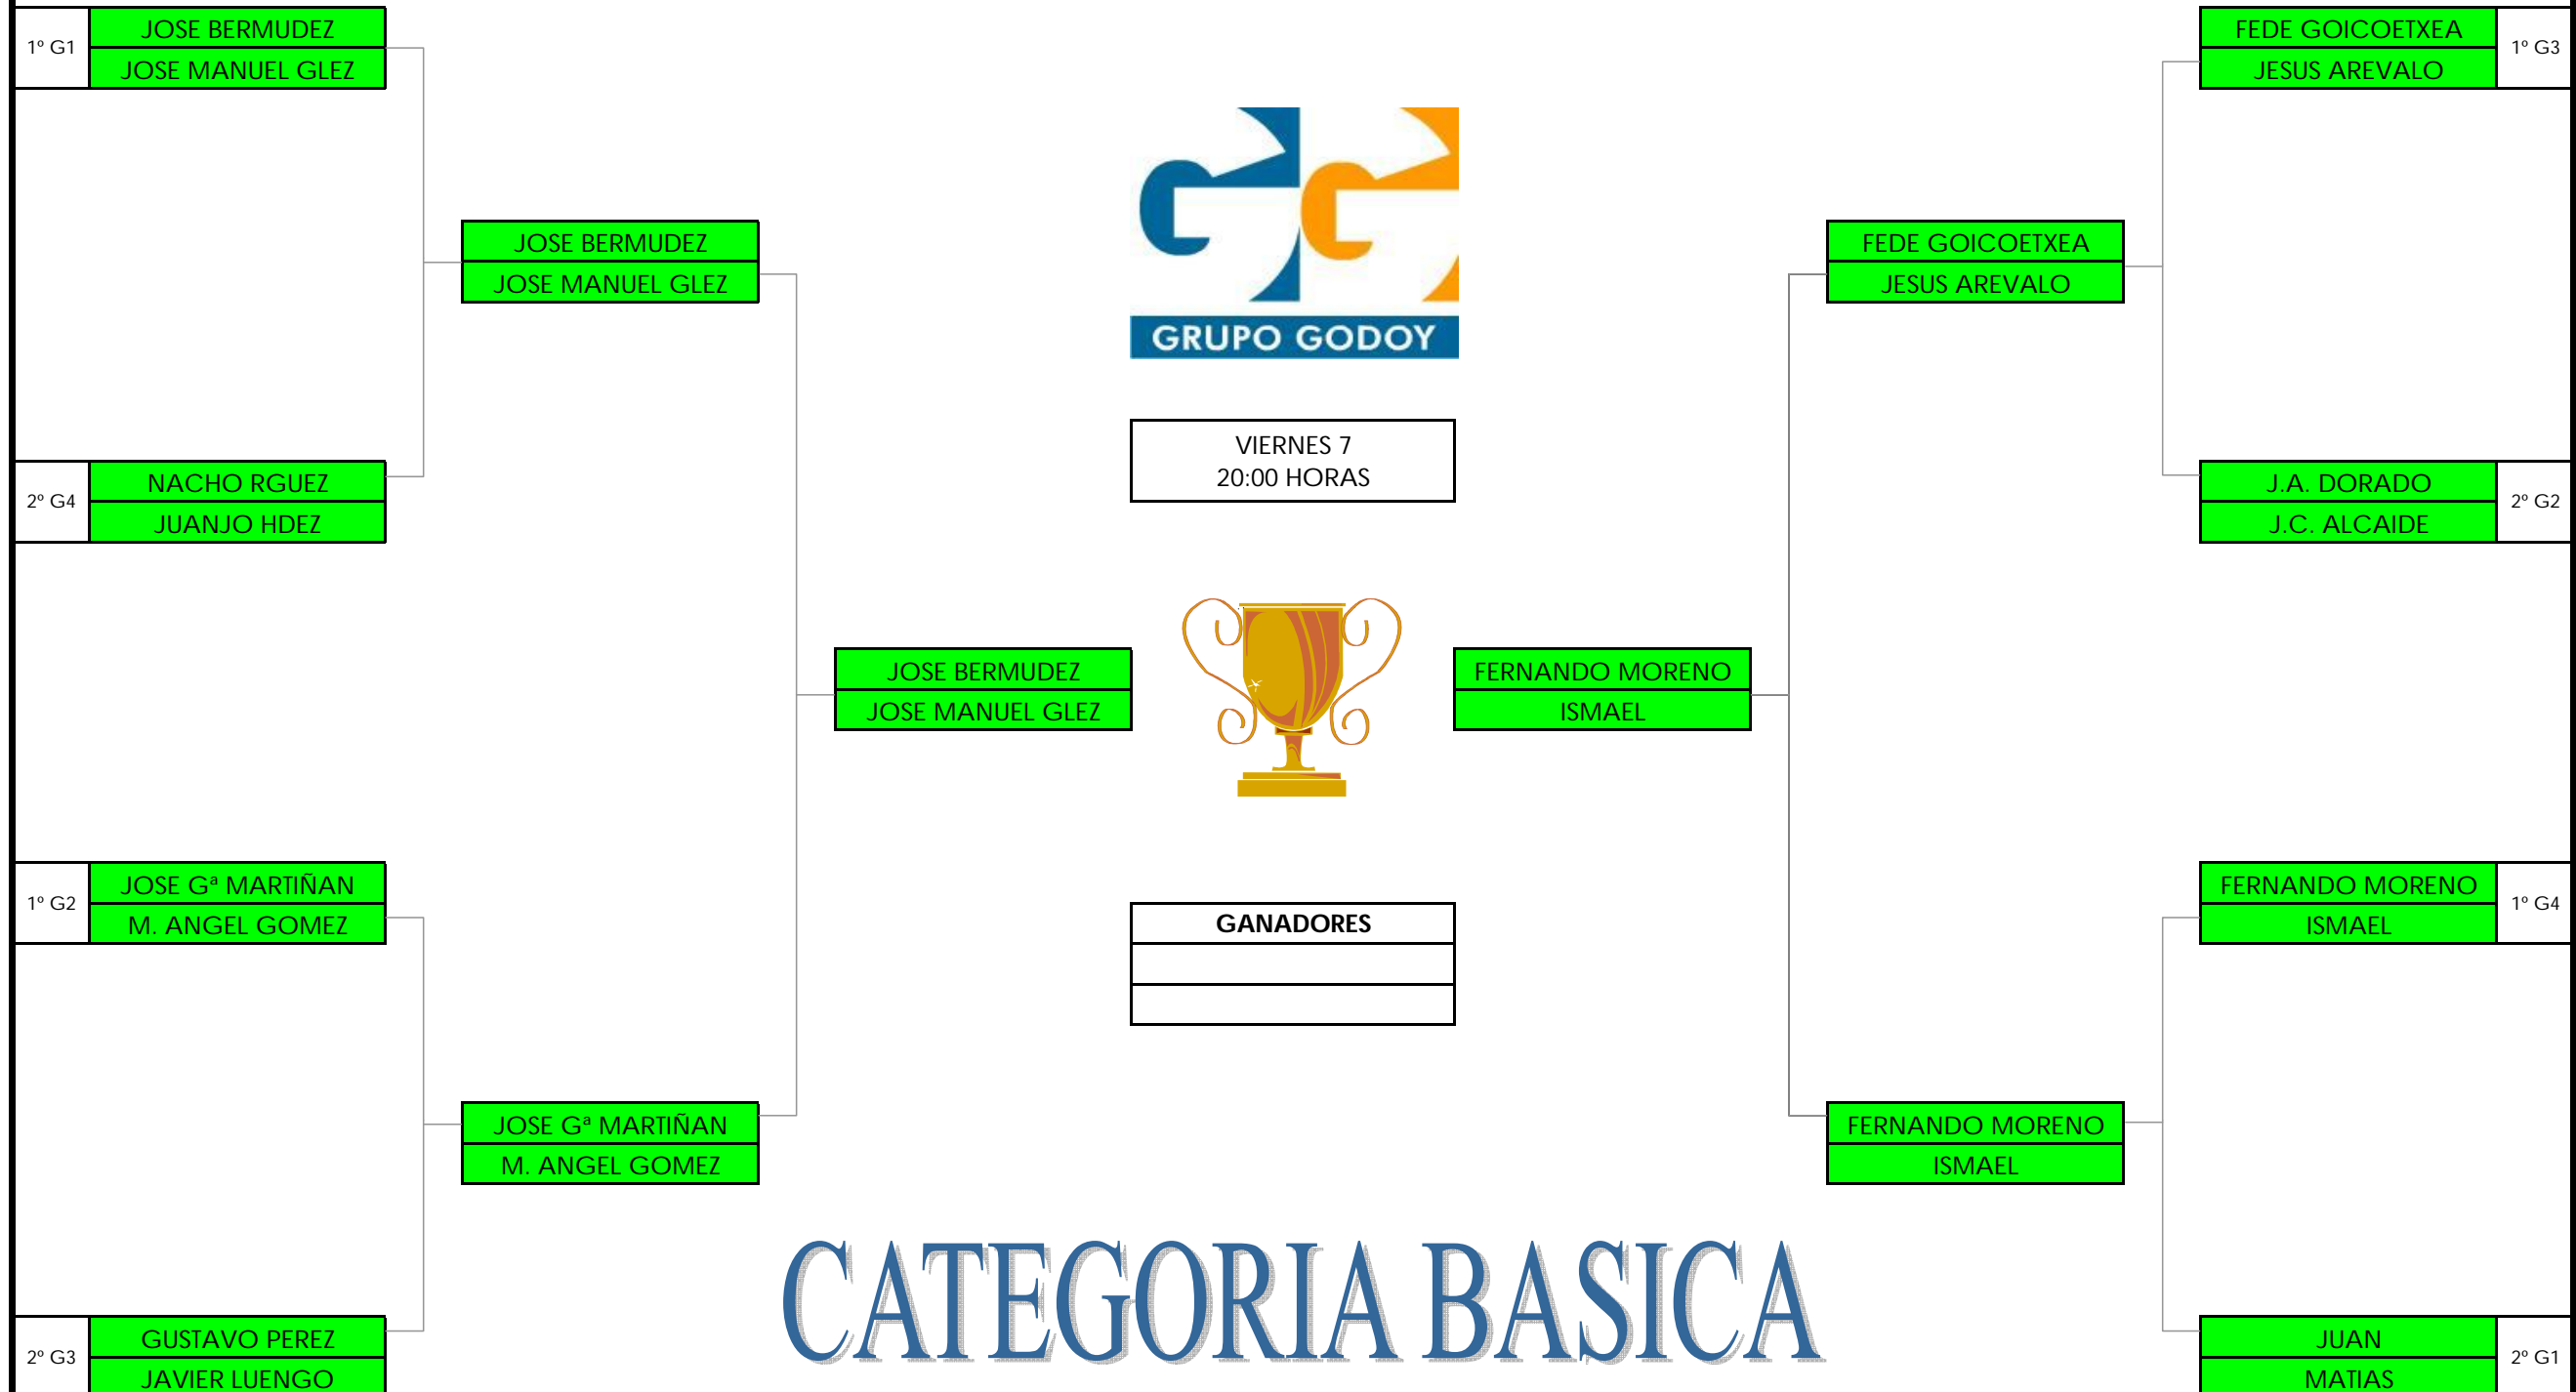 1º G1
JOSE BERMUDEZ
JOSE MANUEL GLEZ
2º G4
NACHO RGUEZ
JUANJO HDEZ
1º G2
JOSE Gª MARTIÑAN
M. ANGEL GOMEZ
2º G3
GUSTAVO PEREZ
JAVIER LUENGO
JOSE BERMUDEZ
JOSE MANUEL GLEZ
JOSE Gª MARTIÑAN
M. ANGEL GOMEZ
JOSE BERMUDEZ
JOSE MANUEL GLEZ
GRUPO GODOY
VIERNES 7
20:00 HORAS
GANADORES
FERNANDO MORENO
ISMAEL
FEDE GOICOETXEA
JESUS AREVALO
FERNANDO MORENO
ISMAEL
FEDE GOICOETXEA
JESUS AREVALO
1º G3
J.A. DORADO
J.C. ALCAIDE
2º G2
FERNANDO MORENO
ISMAEL
1º G4
JUAN
MATIAS
2º G1
CATEGORIA BASICA